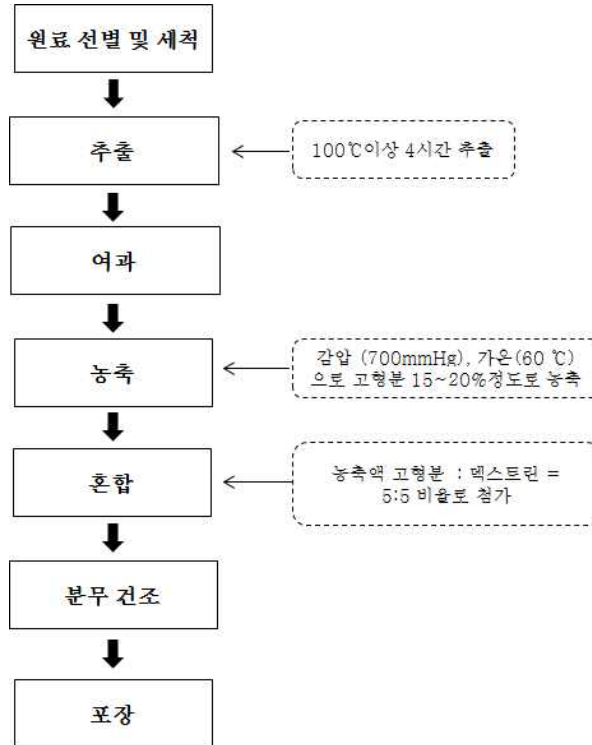 원료 선별 및 세척
추출
100℃이상 4시간 추출
여과
농축
감압 (700mmHg), 가온(60 ℃)
으로 고형분 15~20%정도로 농축
혼합
농축액 고형분 : 덱스트린 =
5:5 비율로 첨가
분무 건조
포장